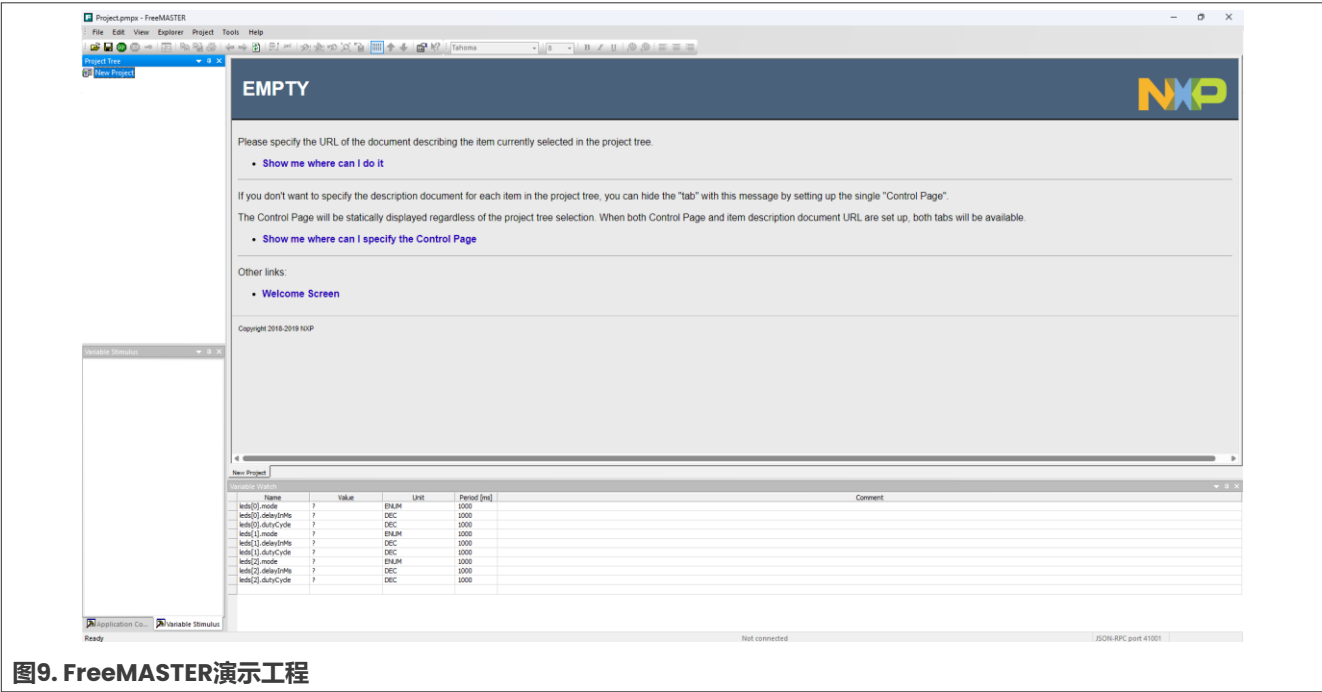 Project.pmpx - FreeMASTER
File Edit View Explorer Project Tools Help
Tahoma 8 B I U
Project Tree
New Project
EMPTY
NXP
Please specify the URL of the document describing the item currently selected in the project tree.
• Show me where can I do it
If you don't want to specify the description document for each item in the project tree, you can hide the "tab" with this message by setting up the single "Control Page".
The Control Page will be statically displayed regardless of the project tree selection. When both Control Page and item description document URL are set up, both tabs will be available.
• Show me where can I specify the Control Page
Other links:
• Welcome Screen
Copyright 2018-2019 NXP
Variable Stimulus
New Project
Variable Watch
Name Value Unit Period [ms] Comment
leds[0].mode ? ENUM 1000
leds[0].delayInMs ? DEC 1000
leds[0].dutyCycle ? DEC 1000
leds[1].mode ? ENUM 1000
leds[1].delayInMs ? DEC 1000
leds[1].dutyCycle ? DEC 1000
leds[2].mode ? ENUM 1000
leds[2].delayInMs ? DEC 1000
leds[2].dutyCycle ? DEC 1000
Application Co... Variable Stimulus
Ready Not connected JSON-RPC port 41001
图9. FreeMASTER演示工程